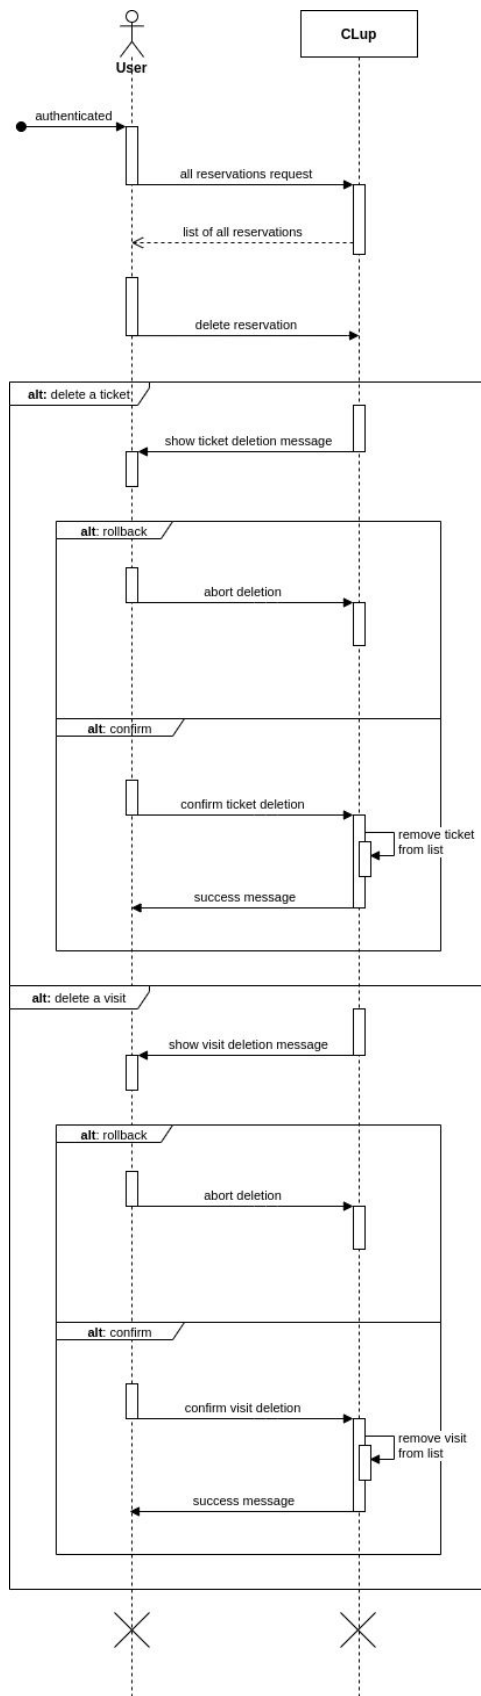 User
CLup
authenticated
all reservations request
list of all reservations
delete reservation
alt: delete a ticket
show ticket deletion message
alt: rollback
abort deletion
alt: confirm
confirm ticket deletion
remove ticket
from list
success message
alt: delete a visit
show visit deletion message
alt: rollback
abort deletion
alt: confirm
confirm visit deletion
remove visit
from list
success message